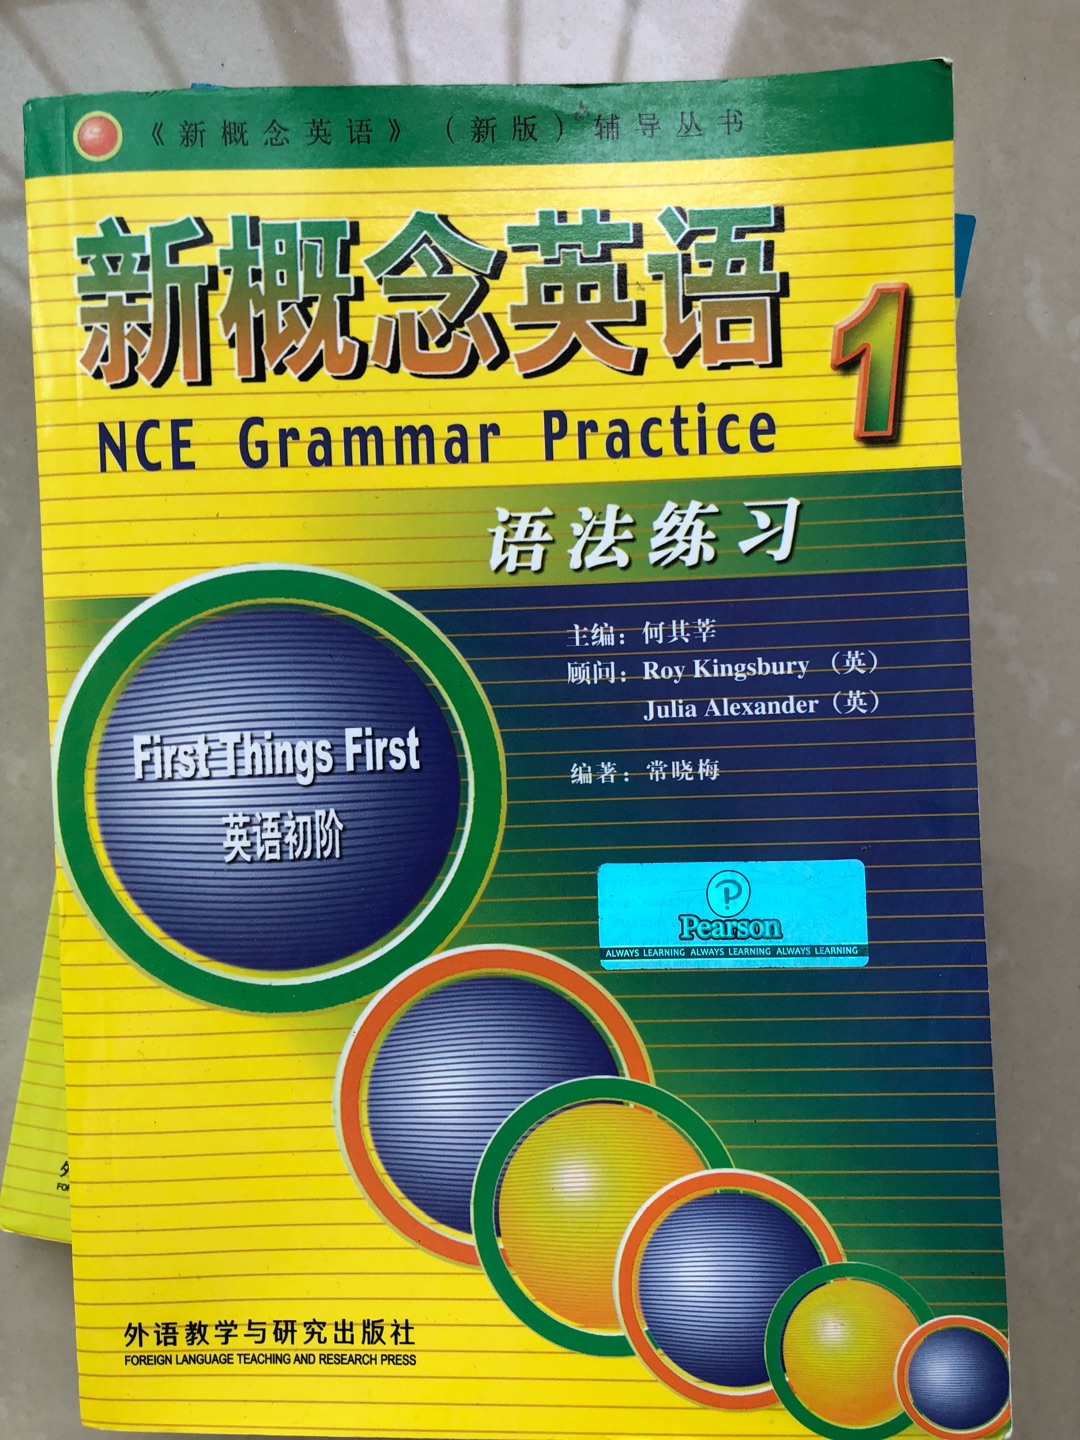 《新概念英语》（新版）辅导丛书
新概念英语
1
NCE Grammar Practice
语法练习
主编：何其莘
顾问：Roy Kingsbury（英）
Julia Alexander（英）
编著：常晓梅
First Things First
英语初阶
P
Pearson
ALWAYS LEARNING ALWAYS LEARNING ALWAYS LEARNING
外语教学与研究出版社
FOREIGN LANGUAGE TEACHING AND RESEARCH PRESS